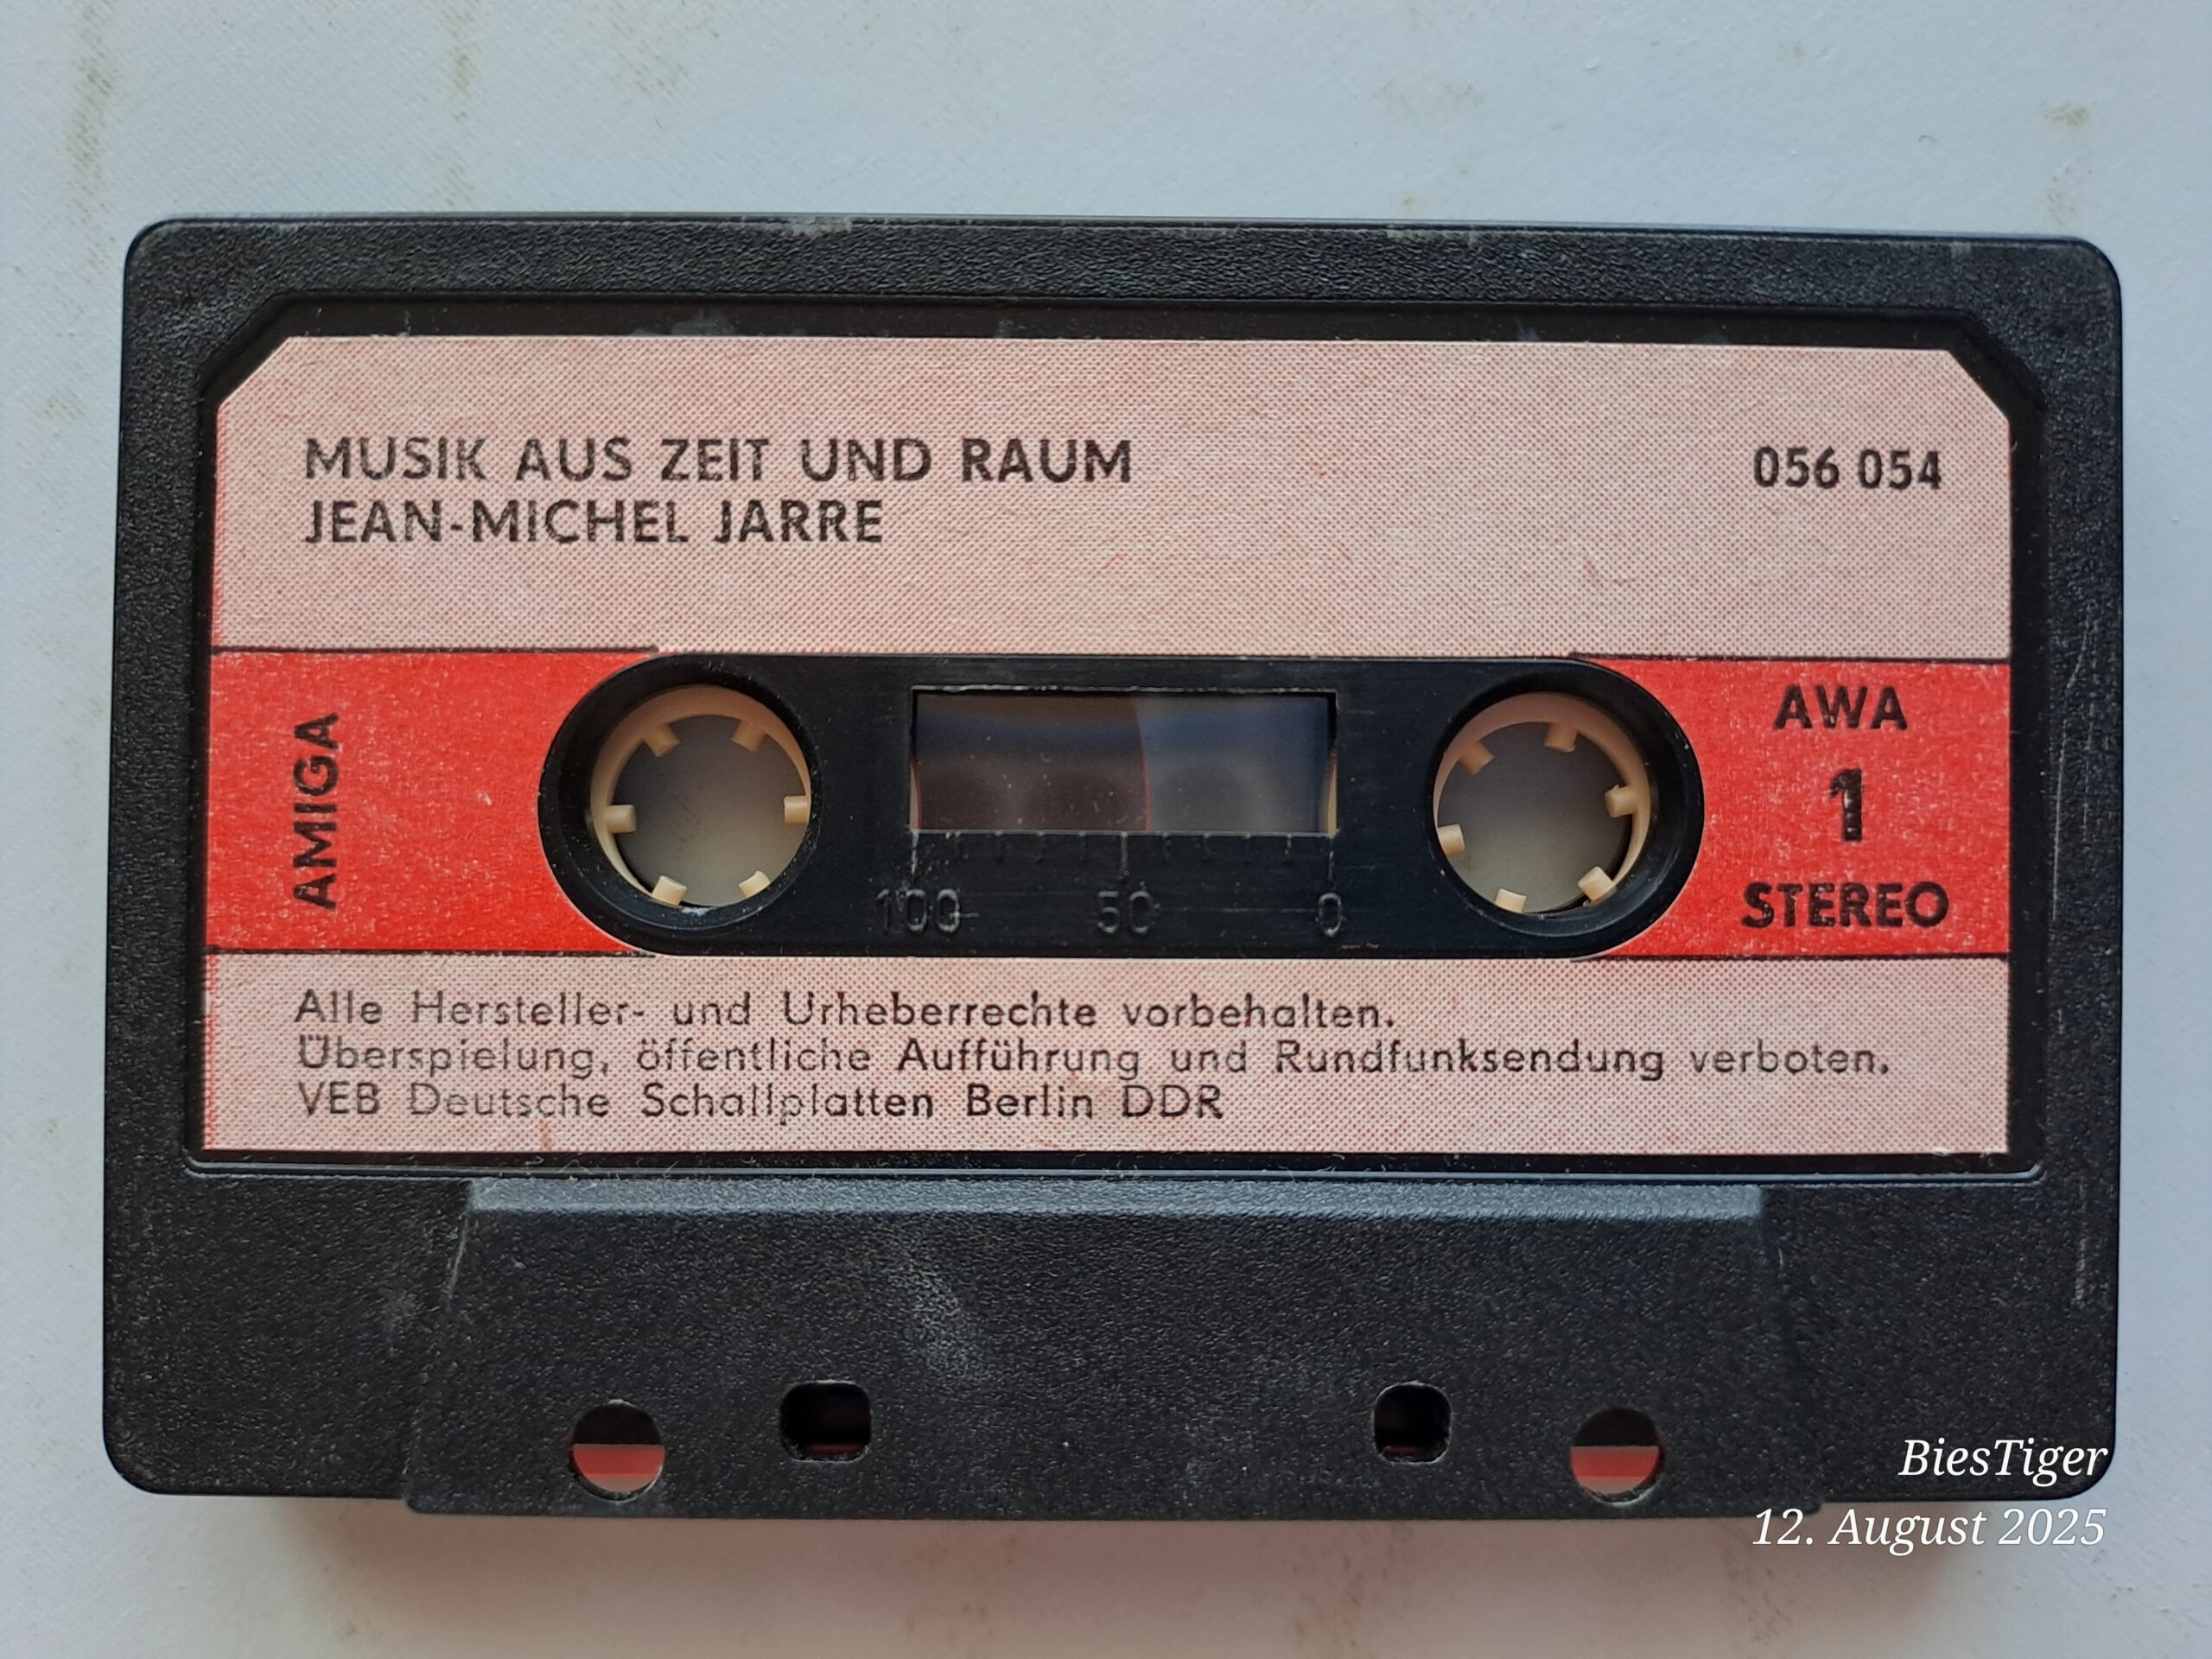 MUSIK AUS ZEIT UND RAUM
JEAN-MICHEL JARRE
056 054
AMIGA
AWA
1
STEREO
100 50 0
Alle Hersteller- und Urheberrechte vorbehalten.
Überspielung, öffentliche Aufführung und Rundfunksendung verboten.
VEB Deutsche Schallplatten Berlin DDR
BiesTiger
12. August 2025